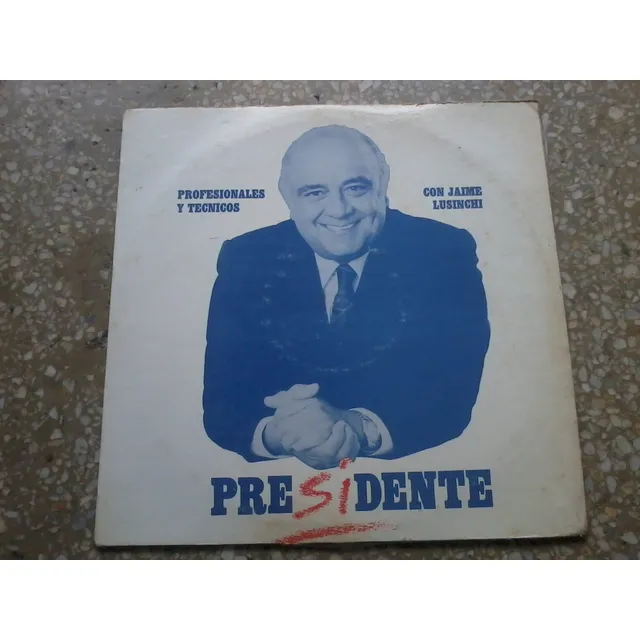 PROFESIONALES
Y TECNICOS
CON JAIME
LUSINCHI
PRESÍDENTE